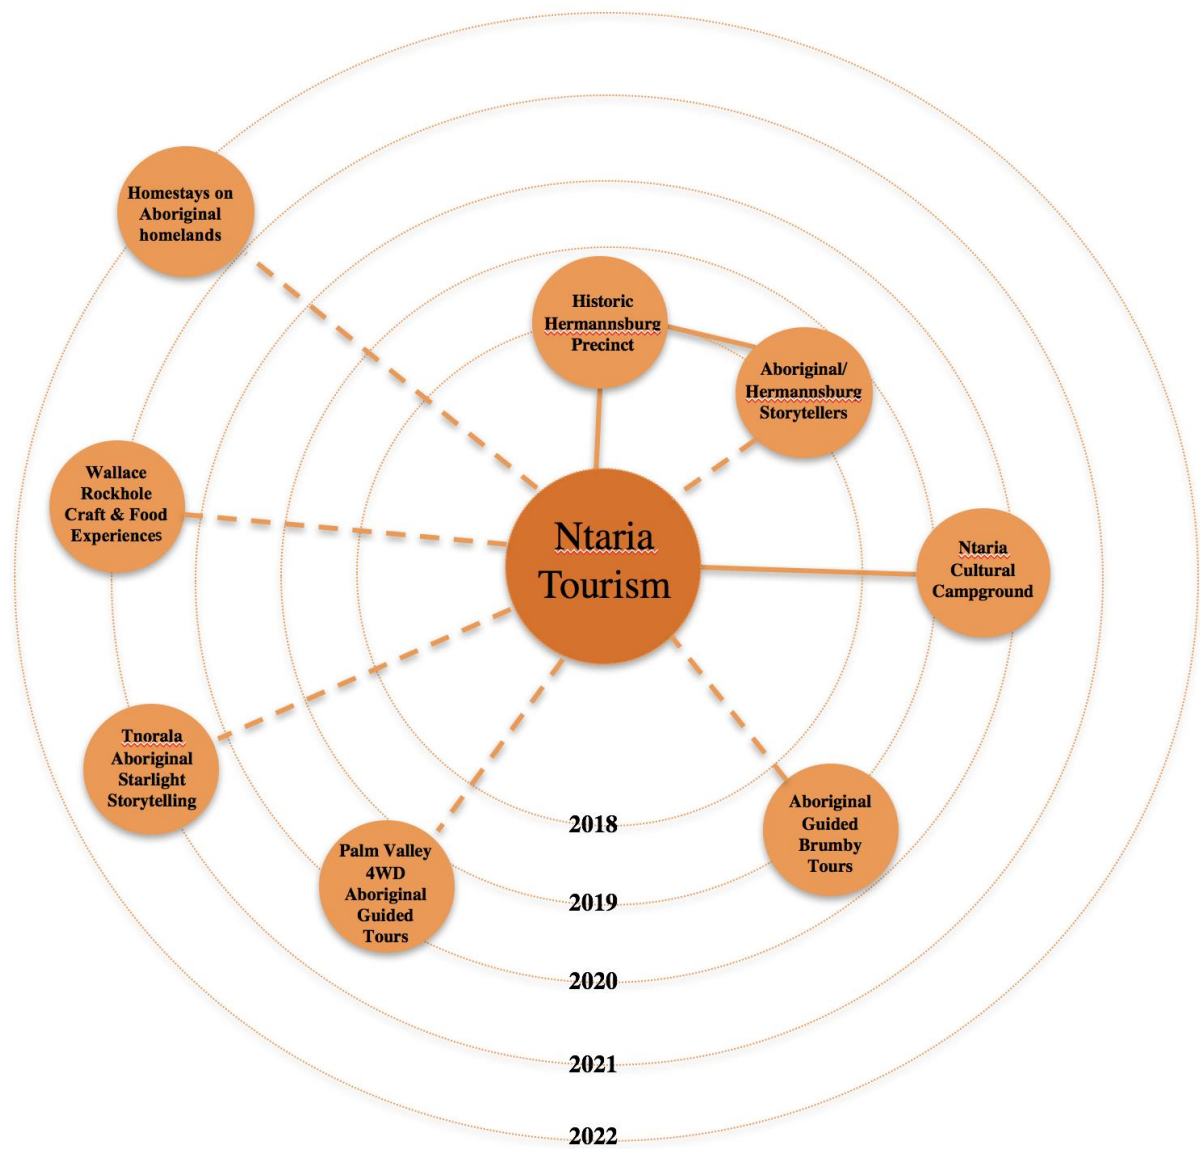 Homestays on
Aboriginal
homelands
Historic
Hermannsburg
Precinct
Aboriginal/
Hermannsburg
Storytellers
Wallace
Rockhole
Craft & Food
Experiences
Ntaria
Tourism
Ntaria
Cultural
Campground
Tnorala
Aboriginal
Starlight
Storytelling
Palm Valley
4WD
Aboriginal
Guided
Tours
Aboriginal
Guided
Brumby
Tours
2018
2019
2020
2021
2022